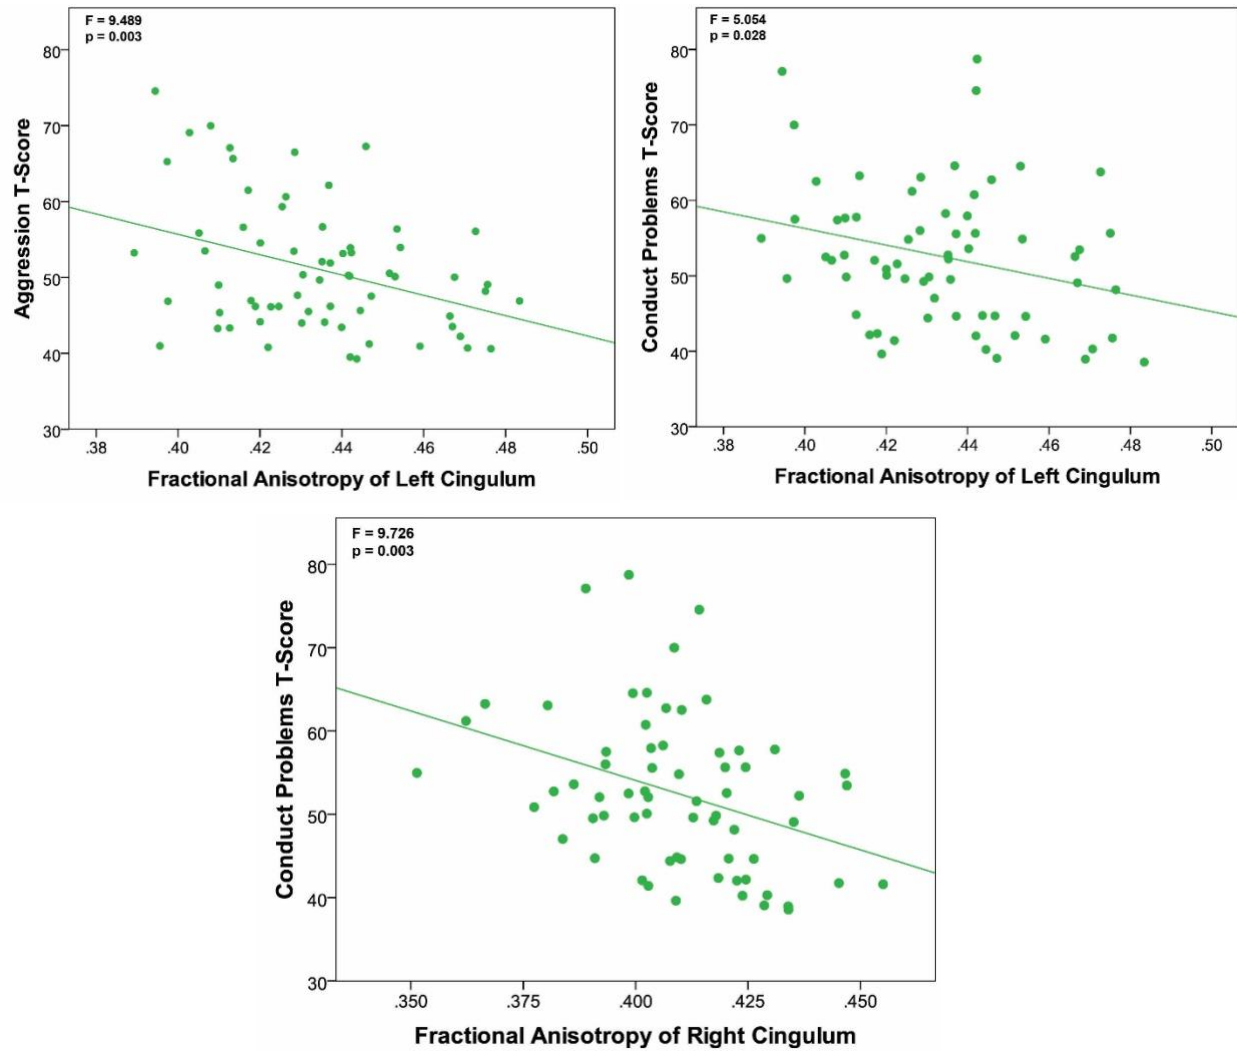 F = 9.489
p = 0.003
80
70
60
50
40
30
Aggression T-Score
.38 .40 .42 .44 .46 .48 .50
Fractional Anisotropy of Left Cingulum
F = 5.054
p = 0.028
80
70
60
50
40
30
Conduct Problems T-Score
.38 .40 .42 .44 .46 .48 .50
Fractional Anisotropy of Left Cingulum
F = 9.726
p = 0.003
80
70
60
50
40
30
Conduct Problems T-Score
.350 .375 .400 .425 .450
Fractional Anisotropy of Right Cingulum